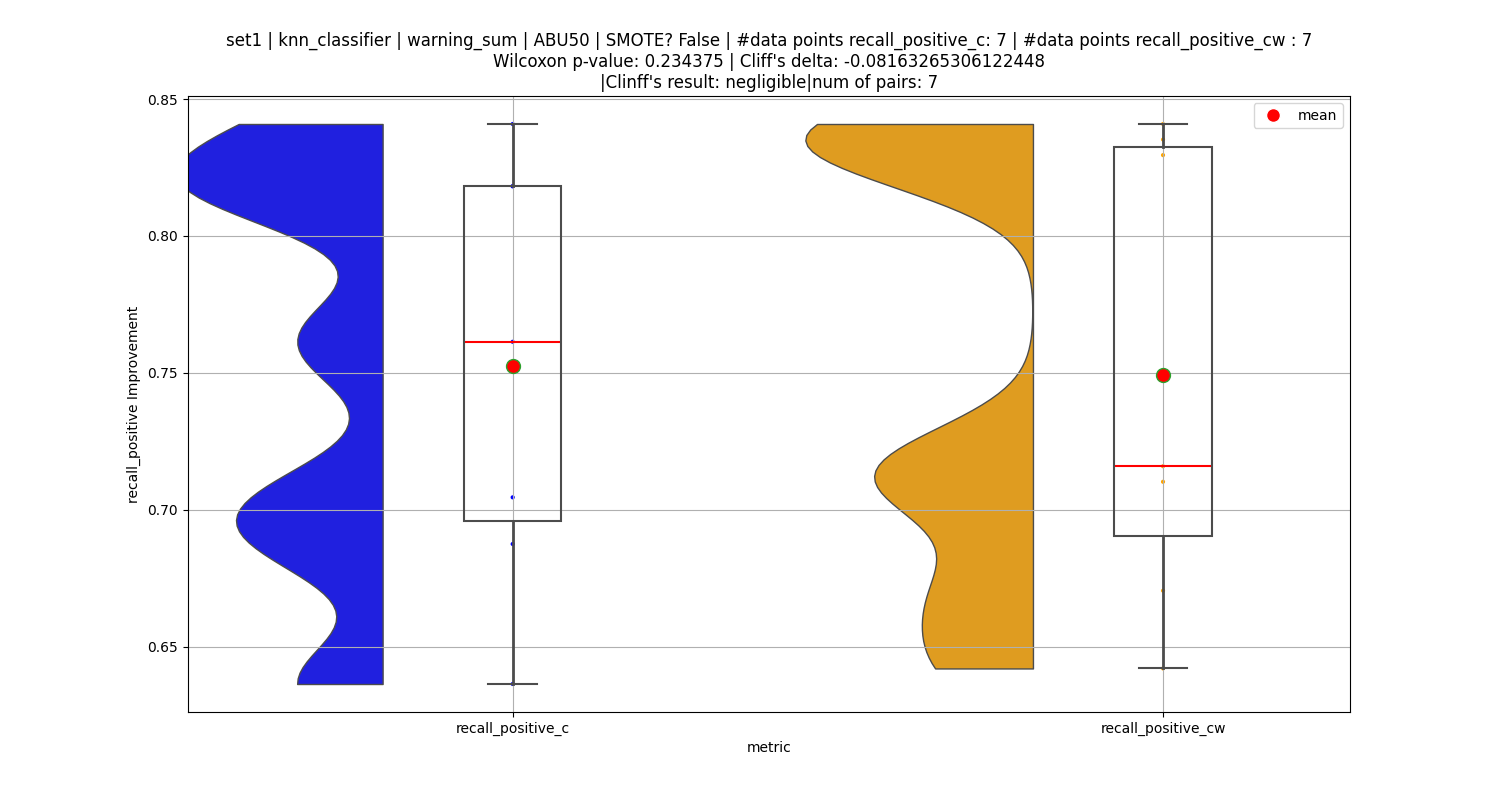 set1 | knn_classifier | warning_sum | ABU50 | SMOTE? False | #data points recall_positive_c: 7 | #data points recall_positive_cw : 7
Wilcoxon p-value: 0.234375 | Cliff's delta: -0.08163265306122448
|Clinff's result: negligible|num of pairs: 7
mean
0.85
0.80
0.75
0.70
0.65
recall_positive Improvement
recall_positive_c
recall_positive_cw
metric